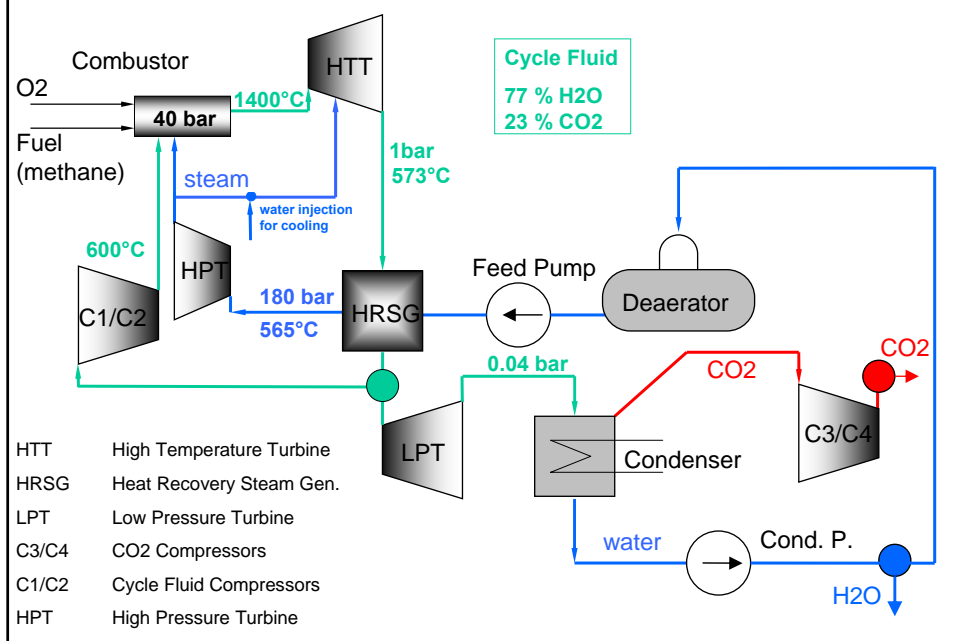 Combustor
O2
40 bar
Fuel
(methane)
1400°C
HTT
Cycle Fluid
77 % H2O
23 % CO2
1bar
573°C
steam
water injection
for cooling
600°C
HPT
C1/C2
180 bar
565°C
HRSG
Feed Pump
Deaerator
0.04 bar
CO2
CO2
LPT
C3/C4
Condenser
water
Cond. P.
H2O
HTT High Temperature Turbine
HRSG Heat Recovery Steam Gen.
LPT Low Pressure Turbine
C3/C4 CO2 Compressors
C1/C2 Cycle Fluid Compressors
HPT High Pressure Turbine